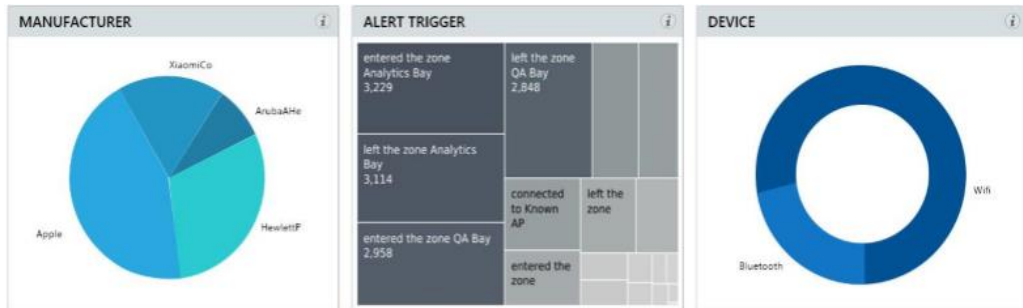 MANUFACTURER
XiaomiCo
ArubaAHe
HewlettP
Apple
ALERT TRIGGER
entered the zone
Analytics Bay
3,229
left the zone Analytics
Bay
3,114
entered the zone QA Bay
2,958
left the zone
QA Bay
2,848
connected
to Known
AP
left the
zone
entered the
zone
DEVICE
Wifi
Bluetooth